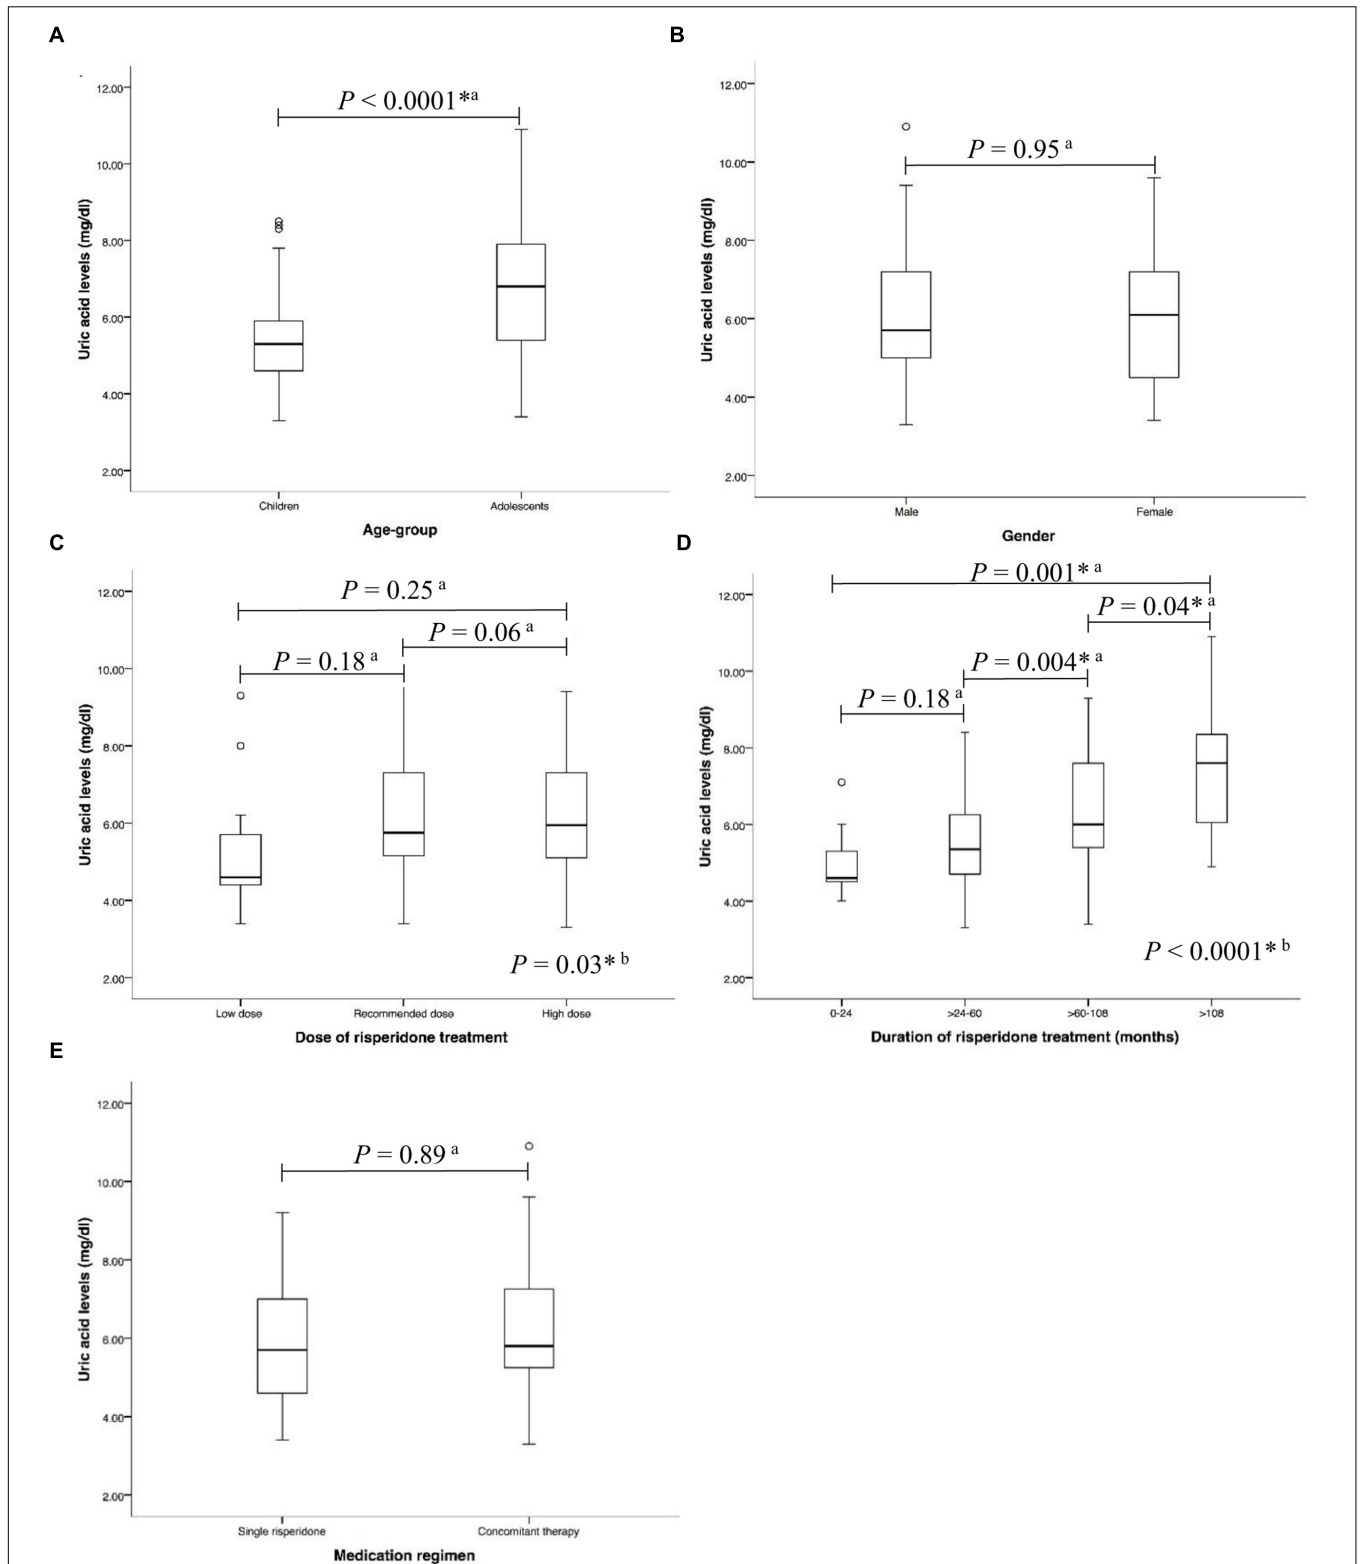 A
12.00
10.00
8.00
6.00
4.00
2.00
Uric acid levels (mg/dl)
P < 0.0001*a
Children
Adolescents
Age-group
B
12.00
10.00
8.00
6.00
4.00
2.00
Uric acid levels (mg/dl)
P = 0.95 a
Male
Female
Gender
C
12.00
10.00
8.00
6.00
4.00
2.00
Uric acid levels (mg/dl)
P = 0.25 a
P = 0.06 a
P = 0.18 a
P = 0.03* b
Low dose
Recommended dose
High dose
Dose of risperidone treatment
D
12.00
10.00
8.00
6.00
4.00
2.00
Uric acid levels (mg/dl)
P = 0.001* a
P = 0.04* a
P = 0.004* a
P = 0.18 a
P < 0.0001* b
0-24
>24-60
>60-108
>108
Duration of risperidone treatment (months)
E
12.00
10.00
8.00
6.00
4.00
2.00
Uric acid levels (mg/dl)
P = 0.89 a
Single risperidone
Concomitant therapy
Medication regimen